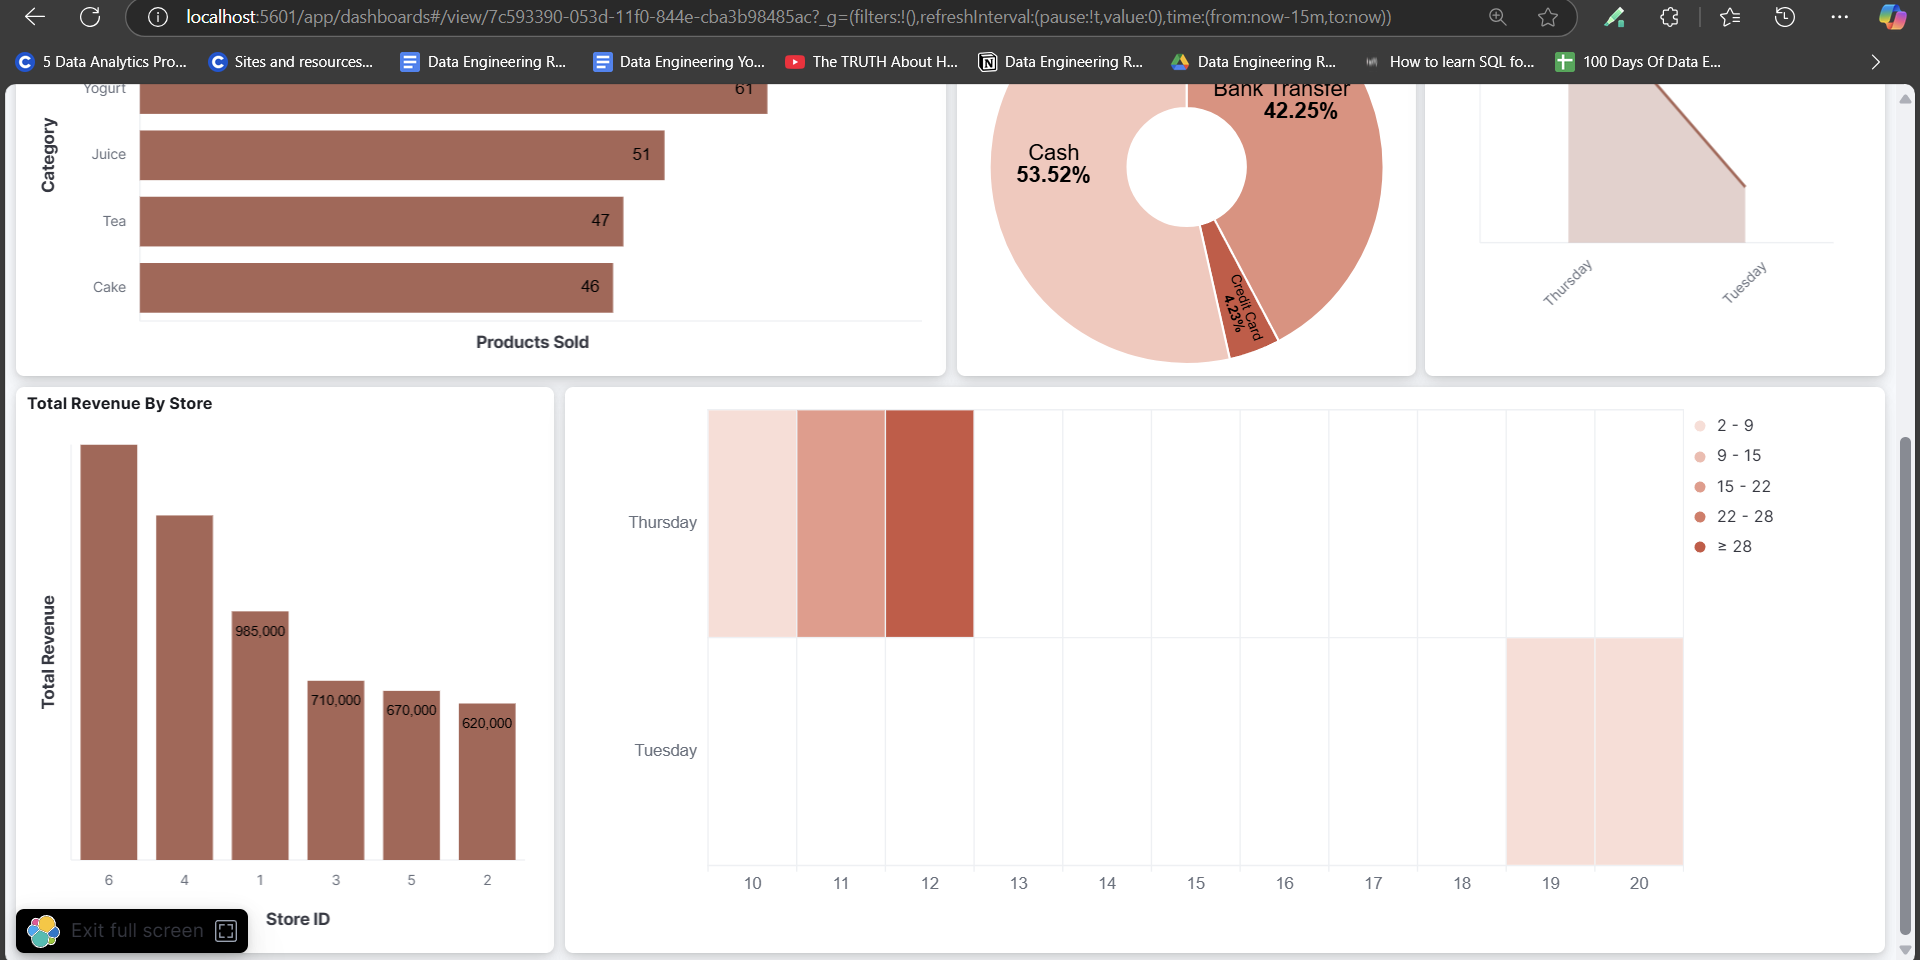 localhost:5601/app/dashboards#/view/7c593390-053d-11f0-844e-cba3b98485ac?_g=(filters:!(),refreshInterval:(pause:!t,value:0),time:(from:now-15m,to:now))
5 Data Analytics Pro...
Sites and resources...
Data Engineering R...
Data Engineering Yo...
The TRUTH About H...
Data Engineering R...
Data Engineering R...
How to learn SQL fo...
100 Days Of Data E...
Category
Yogurt
61
Juice
51
Tea
47
Cake
46
Products Sold
Bank Transfer
42.25%
Cash
53.52%
Credit Card
4.23%
Thursday
Tuesday
Total Revenue By Store
Total Revenue
985,000
710,000
670,000
620,000
6
4
1
3
5
2
Store ID
Exit full screen
Thursday
Tuesday
10
11
12
13
14
15
16
17
18
19
20
2 - 9
9 - 15
15 - 22
22 - 28
≥ 28